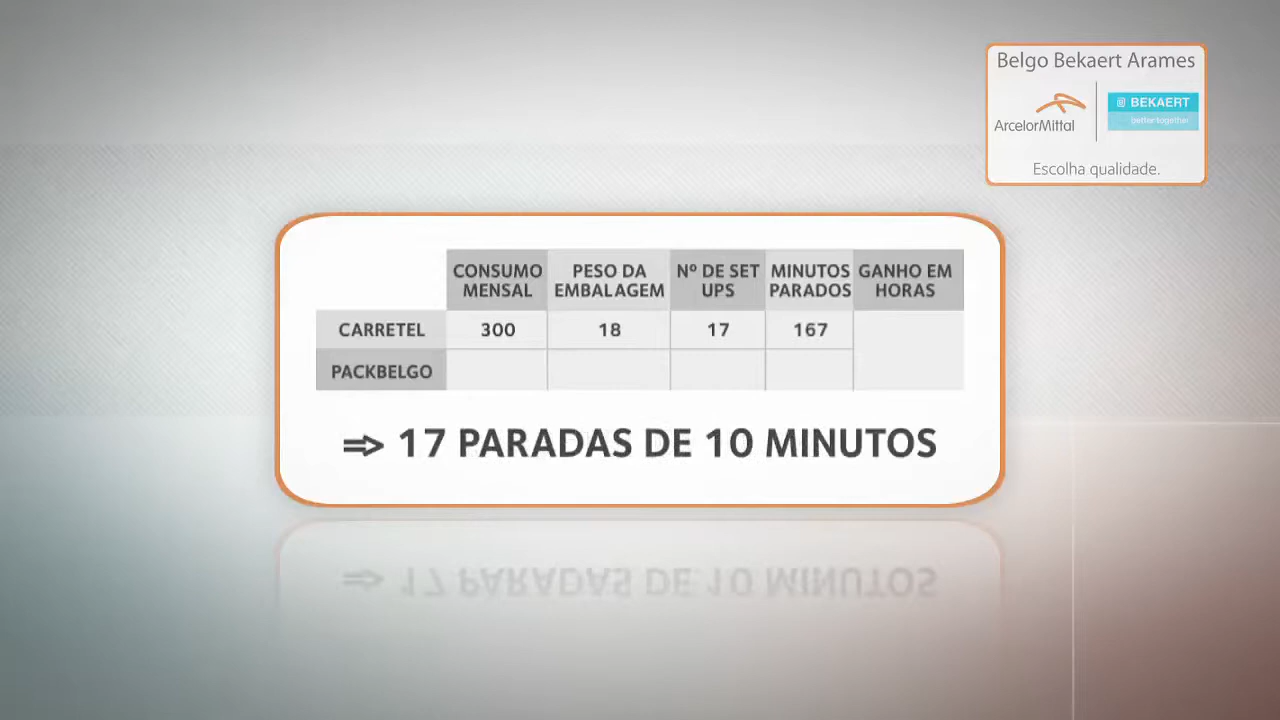 Belgo Bekaert Arames
ArcelorMittal
BEKAERT
better together
Escolha qualidade.
CONSUMO MENSAL
PESO DA EMBALAGEM
Nº DE SET UPS
MINUTOS PARADOS
GANHO EM HORAS
CARRETEL 300 18 17 167
PACKBELGO
⇒ 17 PARADAS DE 10 MINUTOS